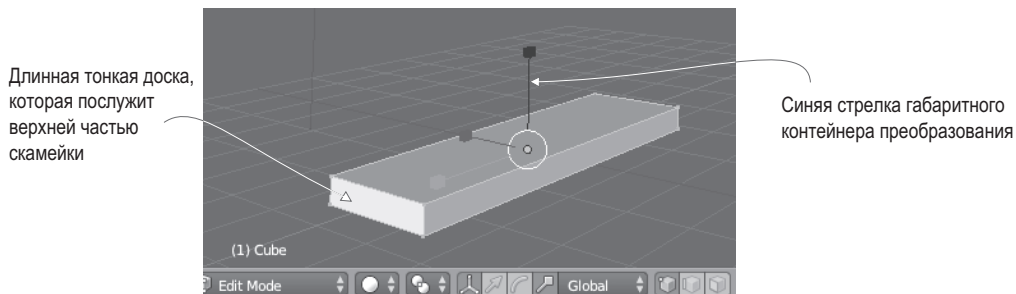 Длинная тонкая доска,
которая послужит
верхней частью
скамейки
Синяя стрелка габаритного
контейнера преобразования
(1) Cube
Edit Mode
Global